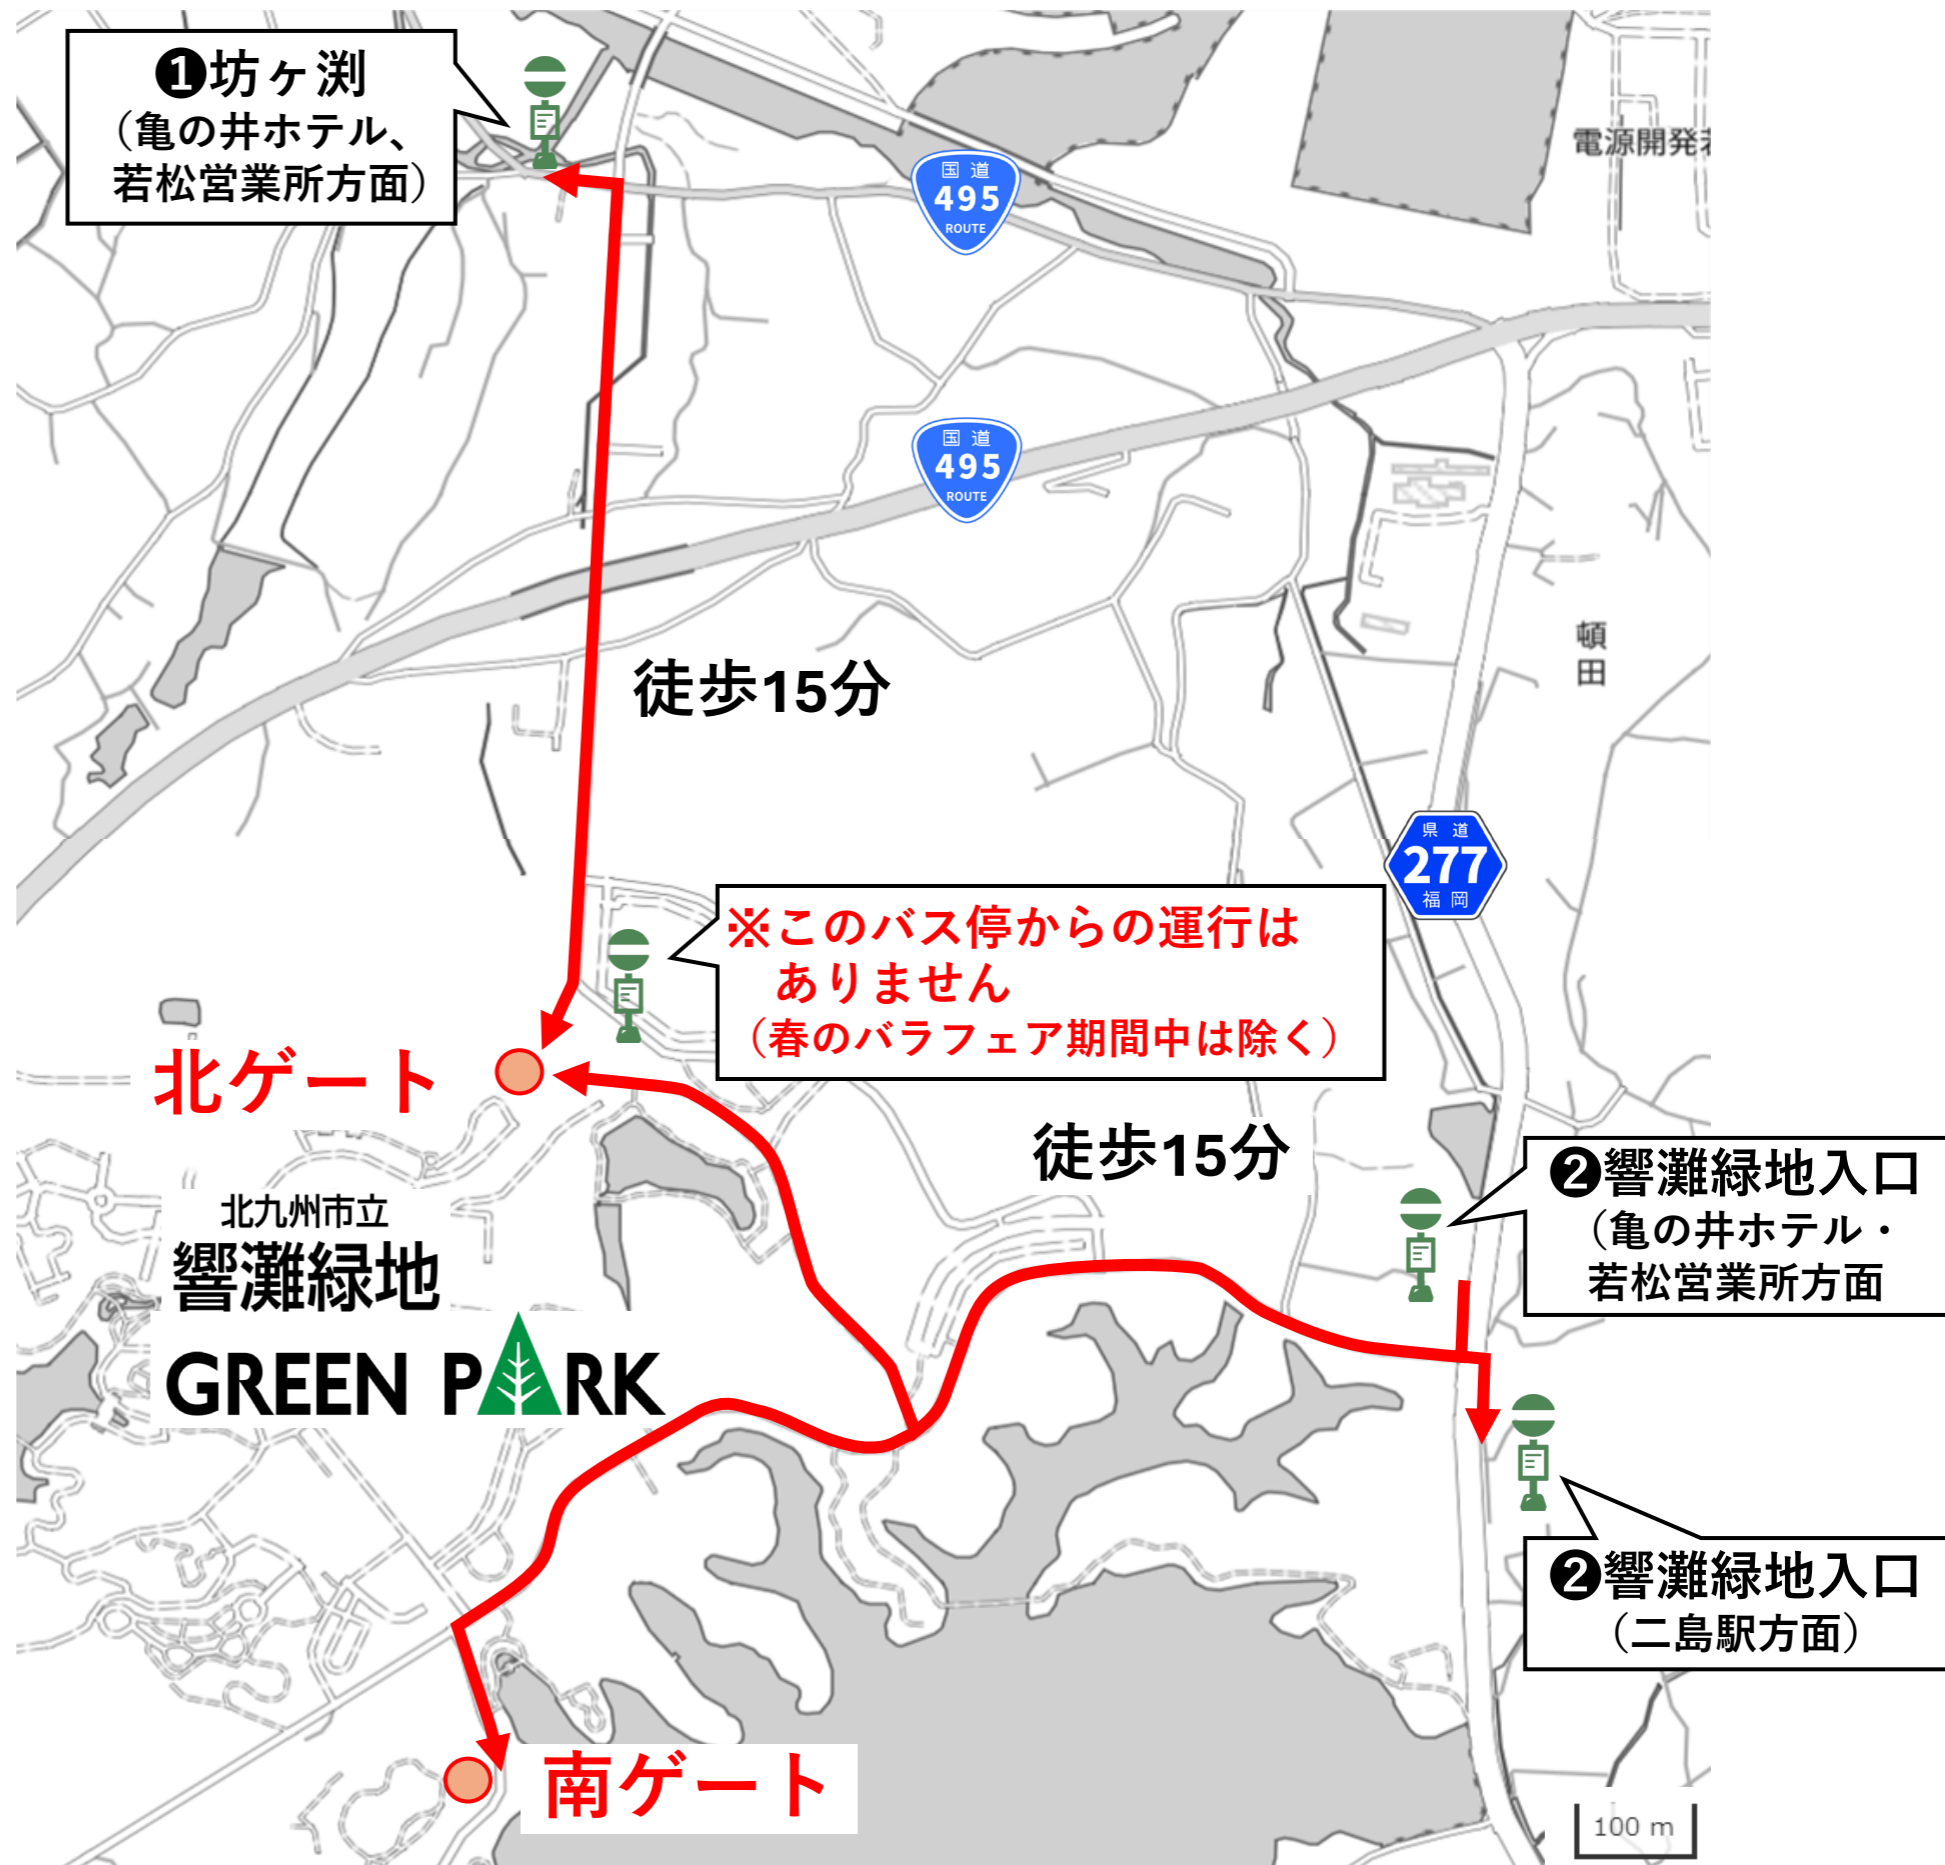 ❶坊ヶ渕
（亀の井ホテル、
若松営業所方面）
電源開発
国道
495
ROUTE
国道
495
ROUTE
頓田
徒歩15分
県道
277
福岡
※このバス停からの運行は
ありません
（春のバラフェア期間中は除く）
北ゲート
徒歩15分
❷響灘緑地入口
（亀の井ホテル・
若松営業所方面
北九州市立
響灘緑地
GREEN PARK
❷響灘緑地入口
（二島駅方面）
南ゲート
100 m